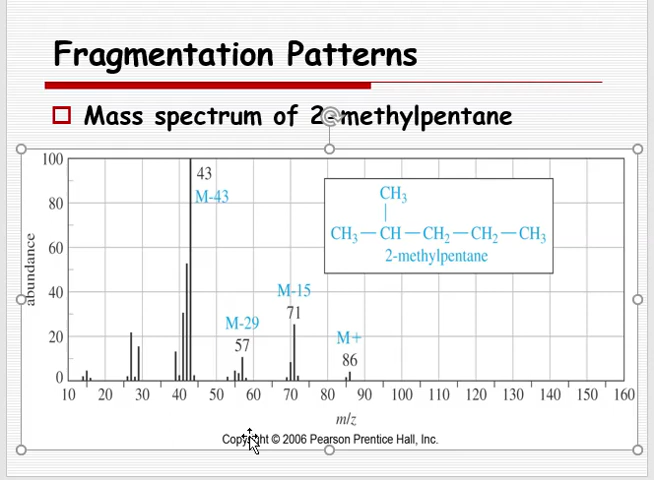 Fragmentation Patterns
Mass spectrum of 2-methylpentane
100
80
60
40
20
0
abundance
43
M-43
M-29
57
M-15
71
M+
86
CH₃
CH₃—CH—CH₂—CH₂—CH₃
2-methylpentane
10 20 30 40 50 60 70 80 90 100 110 120 130 140 150 160
m/z
Copyright © 2006 Pearson Prentice Hall, Inc.